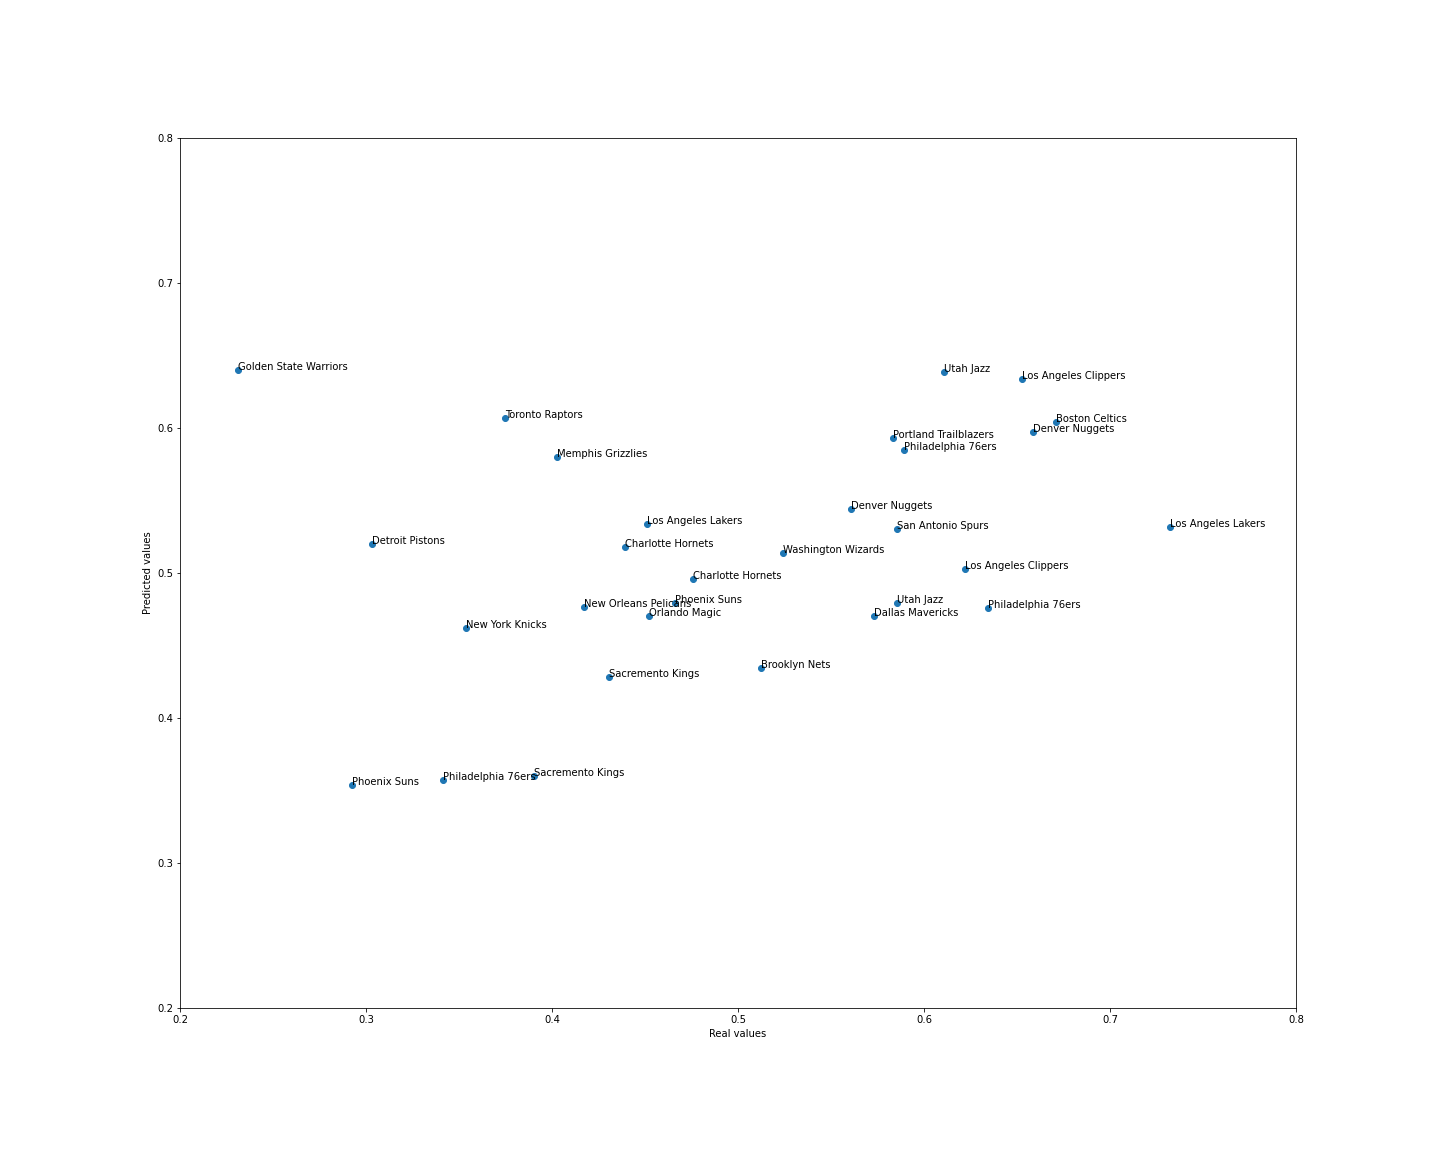 0.8
0.7
Golden State Warriors
Utah Jazz
Los Angeles Clippers
Toronto Raptors
Boston Celtics
0.6
Denver Nuggets
Portland Trailblazers
Philadelphia 76ers
Memphis Grizzlies
Denver Nuggets
Los Angeles Lakers
San Antonio Spurs
Los Angeles Lakers
Detroit Pistons
Charlotte Hornets
Washington Wizards
Predicted values
Los Angeles Clippers
0.5
Charlotte Hornets
New Orleans Pelicans
Phoenix Suns
Utah Jazz
Philadelphia 76ers
Orlando Magic
Dallas Mavericks
New York Knicks
Brooklyn Nets
Sacremento Kings
0.4
Phoenix Suns
Philadelphia 76ers
Sacremento Kings
0.3
0.2
0.2 0.3 0.4 0.5 0.6 0.7 0.8
Real values